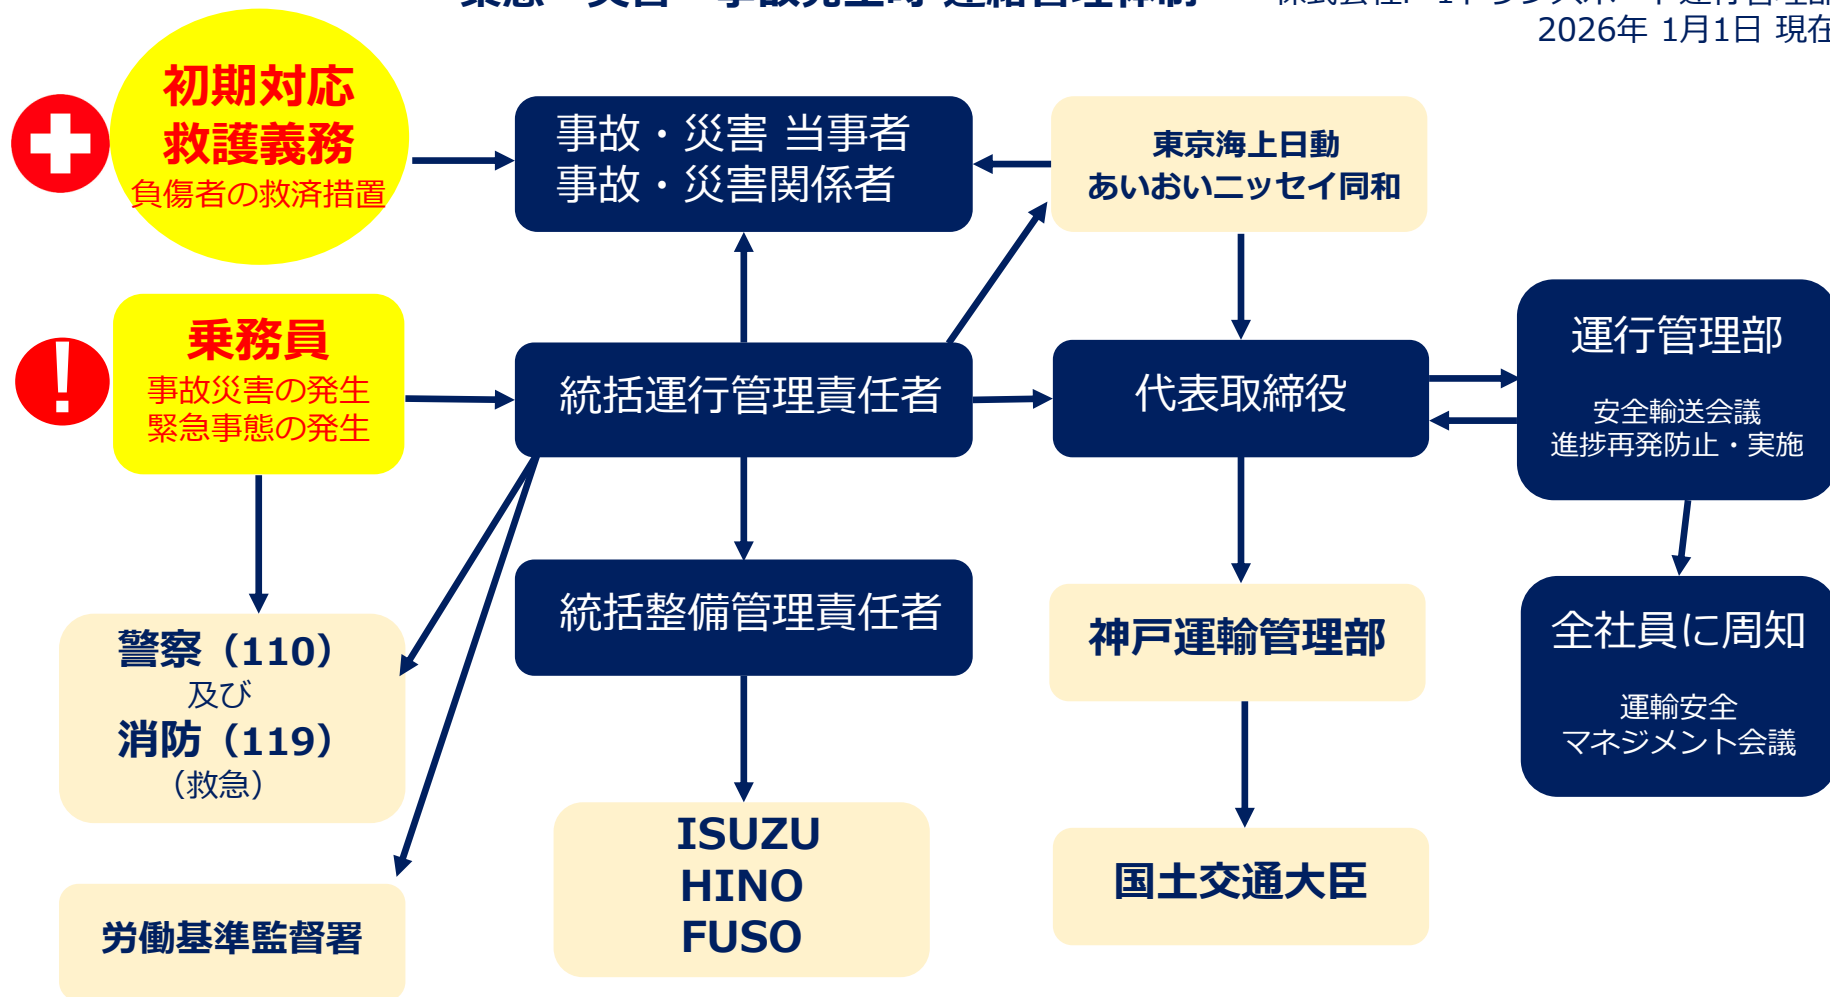 2026年 1月1日 現在
初期対応
救護義務
負傷者の救済措置
事故・災害 当事者
事故・災害関係者
東京海上日動
あいおいニッセイ同和
乗務員
事故災害の発生
緊急事態の発生
統括運行管理責任者
代表取締役
運行管理部
安全輸送会議
進捗再発防止・実施
警察（110）
及び
消防（119）
（救急）
統括整備管理責任者
神戸運輸管理部
全社員に周知
運輸安全
マネジメント会議
労働基準監督署
ISUZU
HINO
FUSO
国土交通大臣